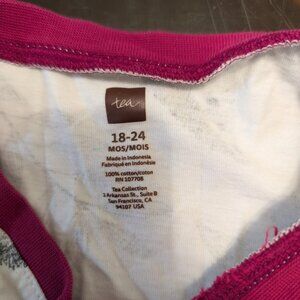 tea
18-24
MOS/MOIS
Made in Indonesia
Fabriqué en Indonésie
100% cotton/coton
RN 107708
Tea Collection
1 Arkansas St., Suite B
San Francisco, CA
94107 USA